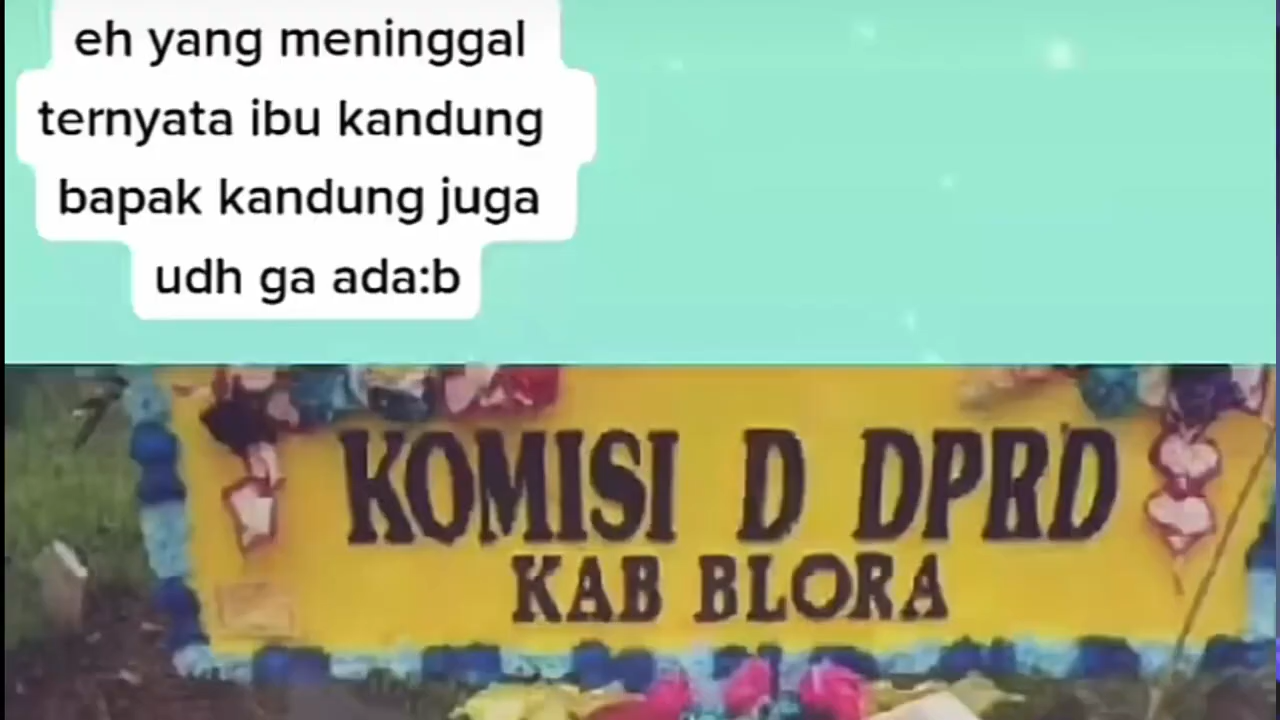 eh yang meninggal
ternyata ibu kandung
bapak kandung juga
udh ga ada:b
KOMISI D DPRD
KAB BLORA